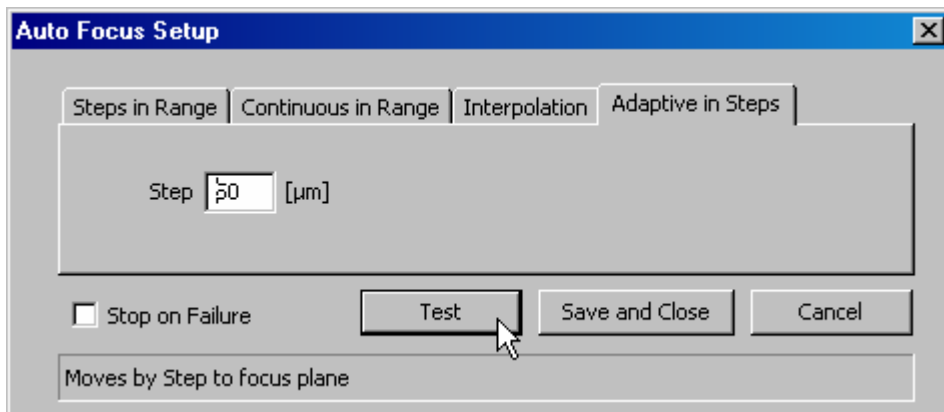 Auto Focus Setup
Steps in Range Continuous in Range Interpolation Adaptive in Steps
Step [µm]
Stop on Failure Test Save and Close Cancel
Moves by Step to focus plane